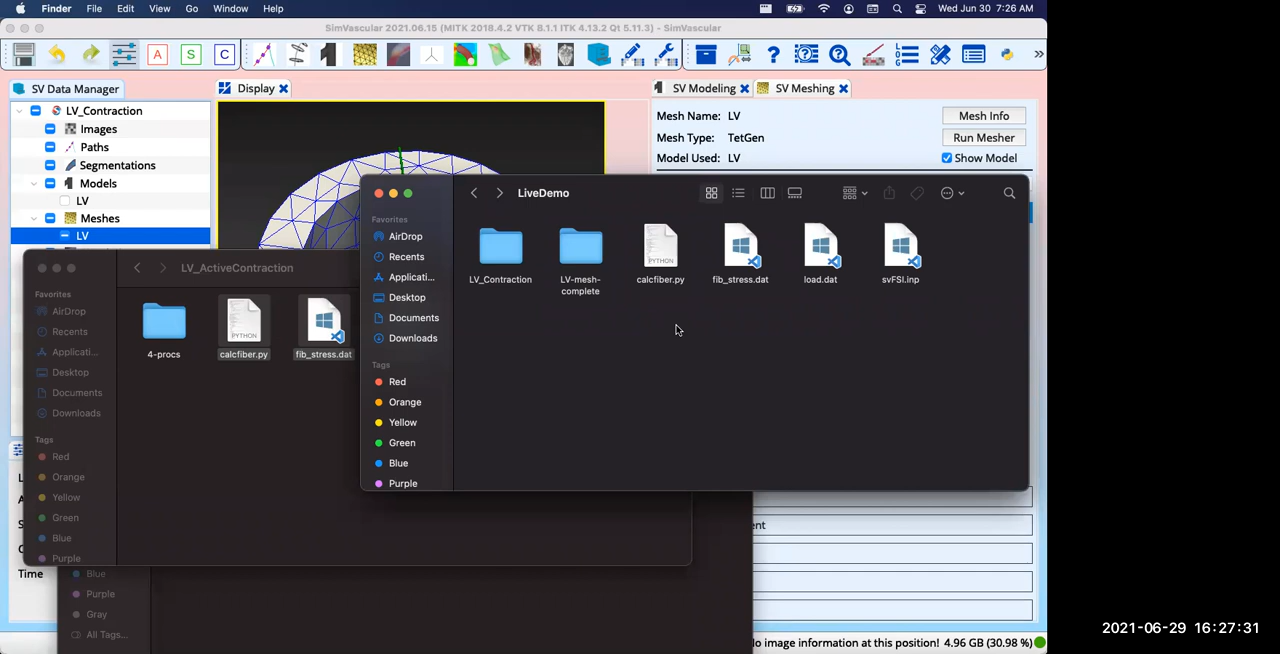 Finder File Edit View Go Window Help Wed Jun 30 7:26 AM
SimVascular 2021.06.15 (MITK 2018.4.2 VTK 8.1.1 ITK 4.13.2 Qt 5.11.3) - SimVascular
A S C »
SV Data Manager
LV_Contraction
Images
Paths
Segmentations
Models
LV
Meshes
LV
Display
SV Modeling SV Meshing
Mesh Name: LV Mesh Info
Mesh Type: TetGen Run Mesher
Model Used: LV Show Model
LiveDemo
Favorites
AirDrop
Recents
Applicati...
Desktop
Documents
Downloads
Tags
Red
Orange
Yellow
Green
Blue
Purple
LV_Contraction
LV-mesh-
complete
PYTHON
calcfiber.py
fib_stress.dat
load.dat
svFSI.inp
LV_ActiveContraction
Favorites
AirDrop
Recents
Applicati...
Desktop
Documents
Downloads
Tags
Red
Orange
Yellow
Green
Blue
Purple
4-procs
PYTHON
calcfiber.py
fib_stress.dat
Time
Blue
Purple
Gray
All Tags...
ent
o image information at this position! 4.96 GB (30.98 %)
2021-06-29 16:27:31